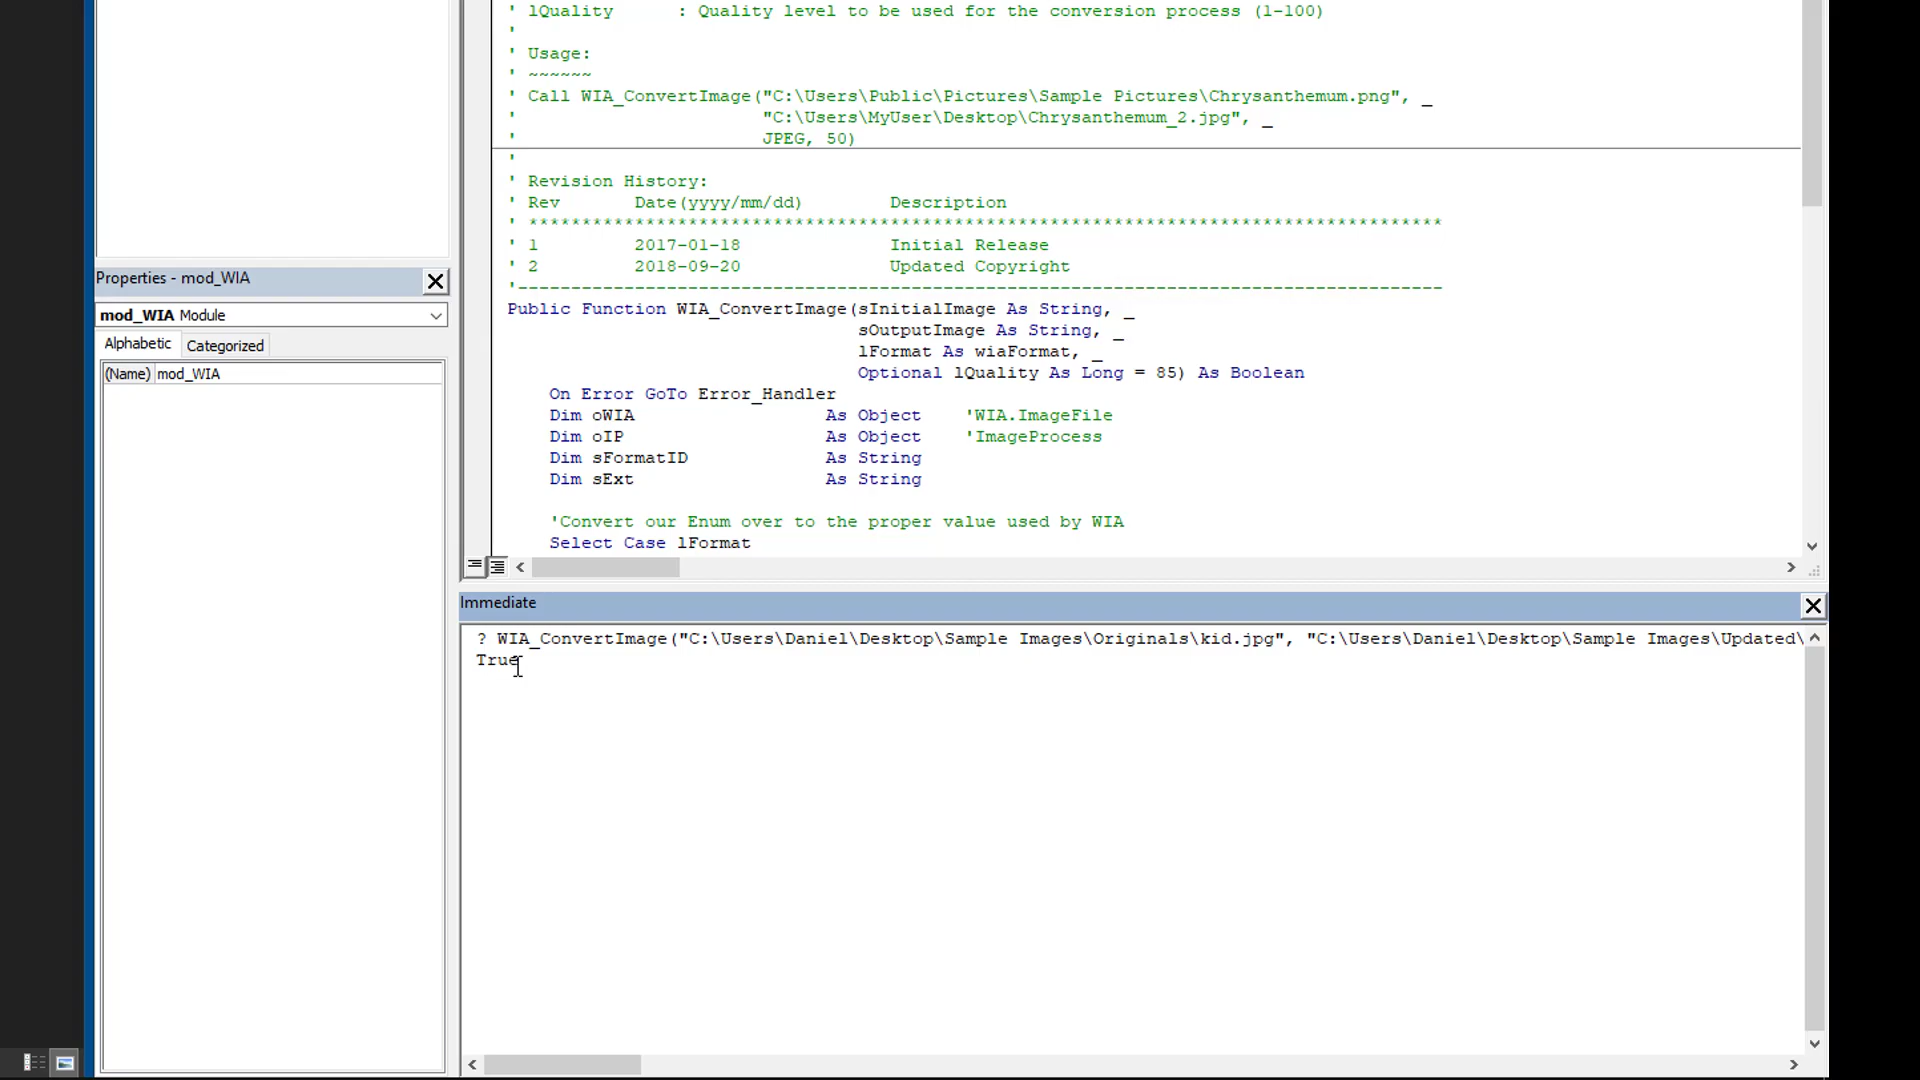 Properties - mod_WIA
mod_WIA Module
Alphabetic Categorized
(Name) mod_WIA
' lQuality      : Quality level to be used for the conversion process (1-100)
'
' Usage:
' ~~~~~~
' Call WIA_ConvertImage("C:\Users\Public\Pictures\Sample Pictures\Chrysanthemum.png", _
'                       "C:\Users\MyUser\Desktop\Chrysanthemum_2.jpg", _
'                       JPEG, 50)
'
' Revision History:
' Rev       Date(yyyy/mm/dd)        Description
' **************************************************************************************
' 1         2017-01-18              Initial Release
' 2         2018-09-20              Updated Copyright
'---------------------------------------------------------------------------------------
Public Function WIA_ConvertImage(sInitialImage As String, _
                                 sOutputImage As String, _
                                 lFormat As wiaFormat, _
                                 Optional lQuality As Long = 85) As Boolean
    On Error GoTo Error_Handler
    Dim oWIA                  As Object    'WIA.ImageFile
    Dim oIP                   As Object    'ImageProcess
    Dim sFormatID             As String
    Dim sExt                  As String
    'Convert our Enum over to the proper value used by WIA
    Select Case lFormat
Immediate
? WIA_ConvertImage("C:\Users\Daniel\Desktop\Sample Images\Originals\kid.jpg", "C:\Users\Daniel\Desktop\Sample Images\Updated\
True